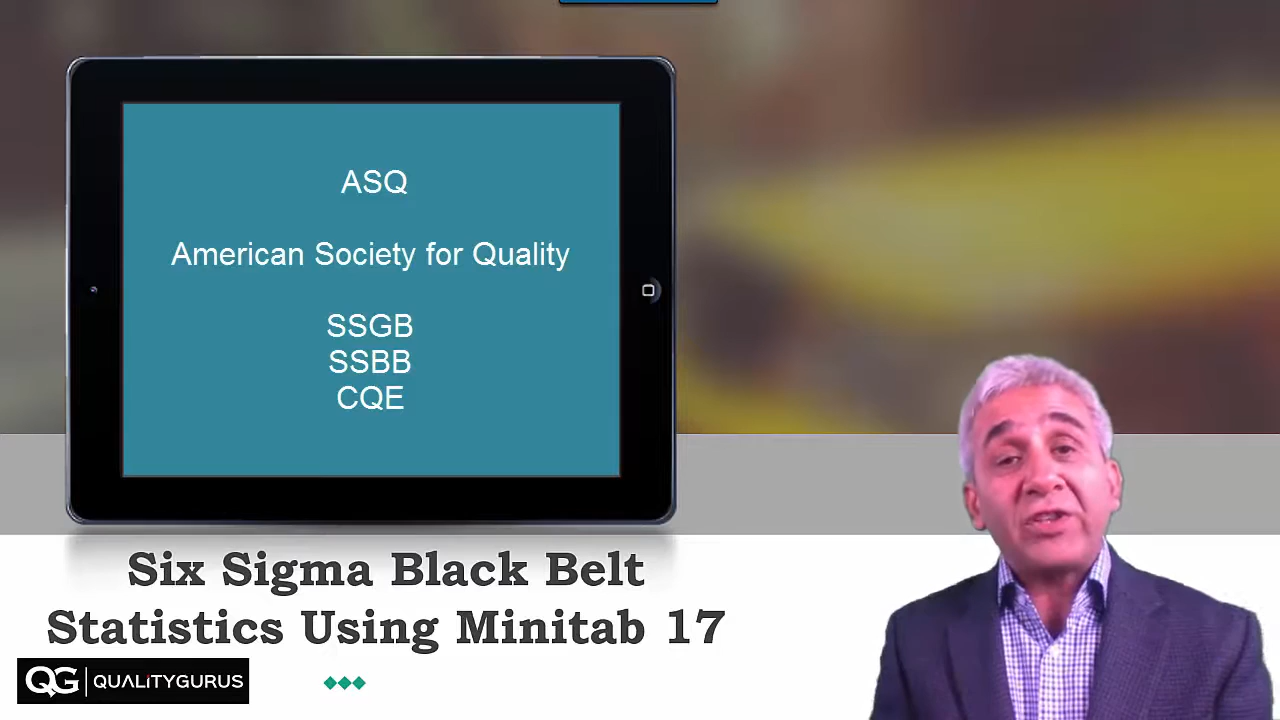 ASQ
American Society for Quality
SSGB
SSBB
CQE
Six Sigma Black Belt
Statistics Using Minitab 17
QG QUALITYGURUS